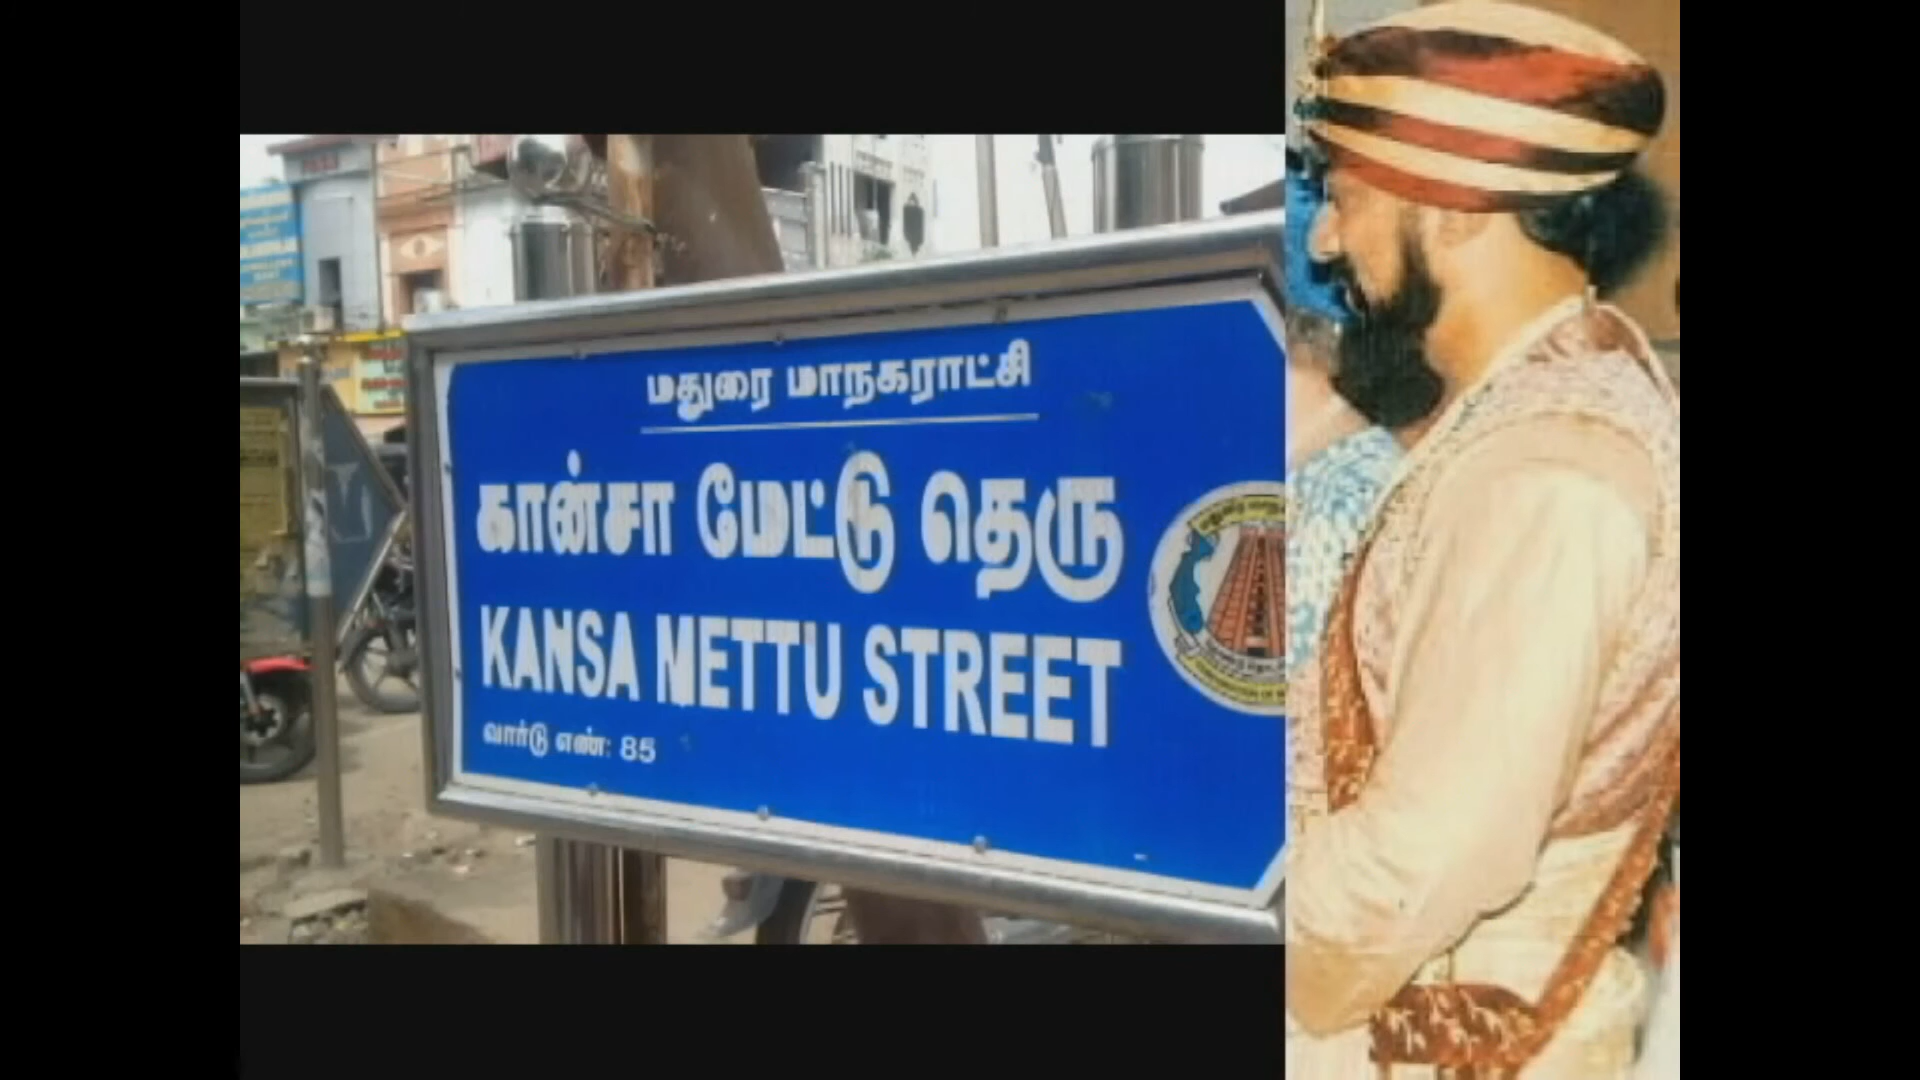 மதுரை மாநகராட்சி
கான்சா மேட்டு தெரு
KANSA METTU STREET
வார்டு எண்: 85